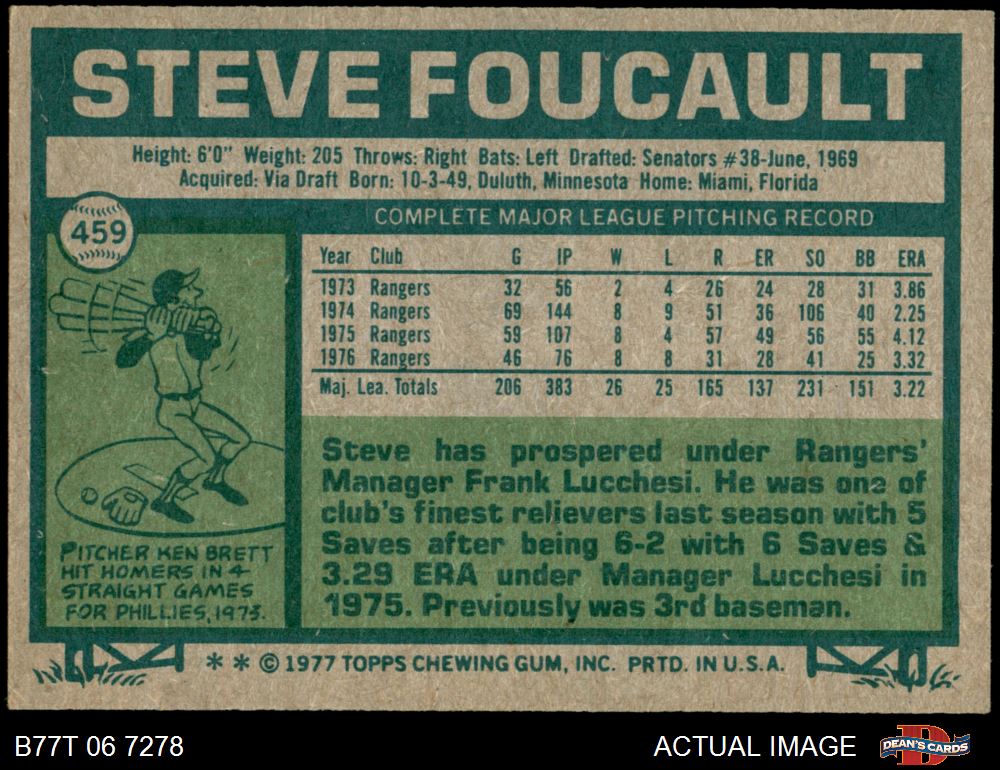 STEVE FOUCAULT
Height: 6'0" Weight: 205 Throws: Right Bats: Left Drafted: Senators #38-June, 1969
Acquired: Via Draft Born: 10-3-49, Duluth, Minnesota Home: Miami, Florida
459
COMPLETE MAJOR LEAGUE PITCHING RECORD
Year Club G IP W L R ER SO BB ERA
1973 Rangers 32 56 2 4 26 24 28 31 3.86
1974 Rangers 69 144 8 9 51 36 106 40 2.25
1975 Rangers 59 107 8 4 57 49 56 55 4.12
1976 Rangers 46 76 8 8 31 28 41 25 3.32
Maj. Lea. Totals 206 383 26 25 165 137 231 151 3.22
PITCHER KEN BRETT
HIT HOMERS IN 4
STRAIGHT GAMES
FOR PHILLIES, 1973.
Steve has prospered under Rangers'
Manager Frank Lucchesi. He was one of
club's finest relievers last season with 5
Saves after being 6-2 with 6 Saves &
3.29 ERA under Manager Lucchesi in
1975. Previously was 3rd baseman.
* * © 1977 TOPPS CHEWING GUM, INC. PRTD. IN U.S.A.
B77T 06 7278
ACTUAL IMAGE
D
DEAN'S CARDS